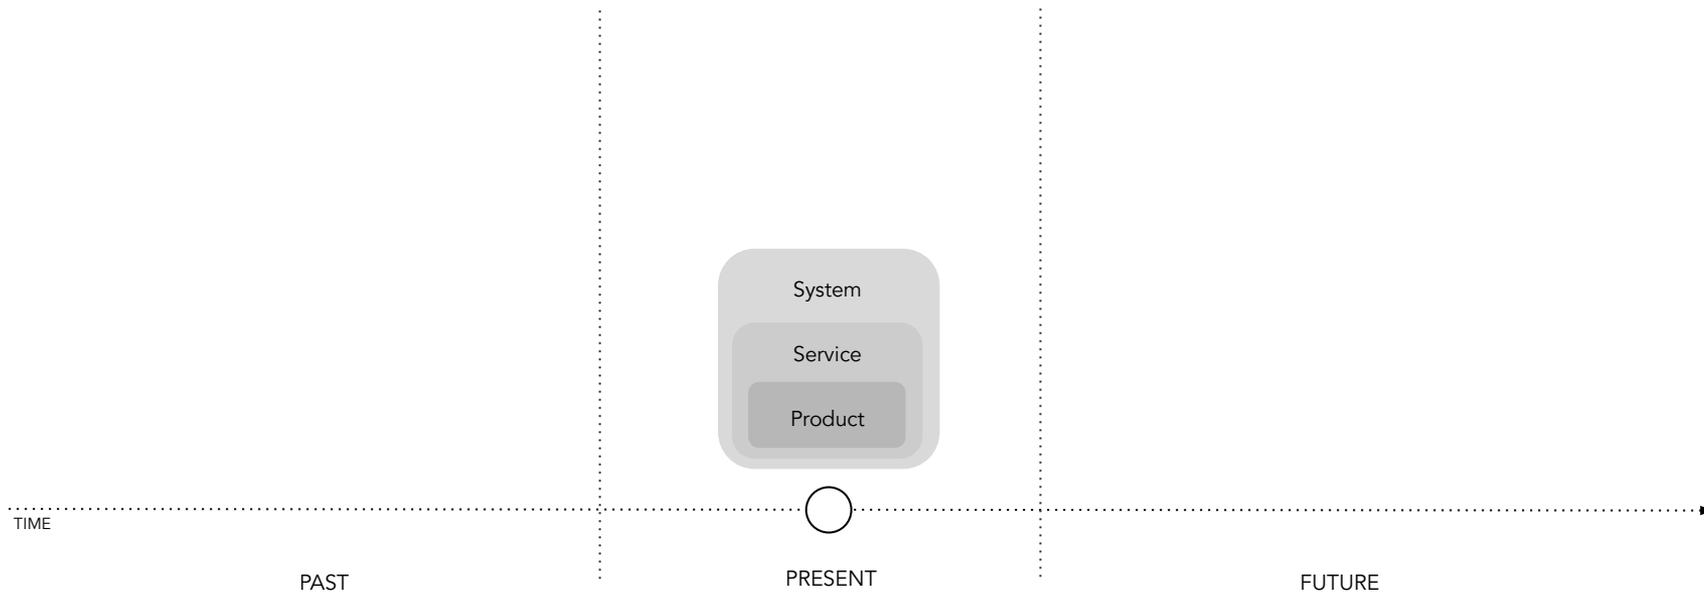 System
Service
Product
TIME
PAST
PRESENT
FUTURE